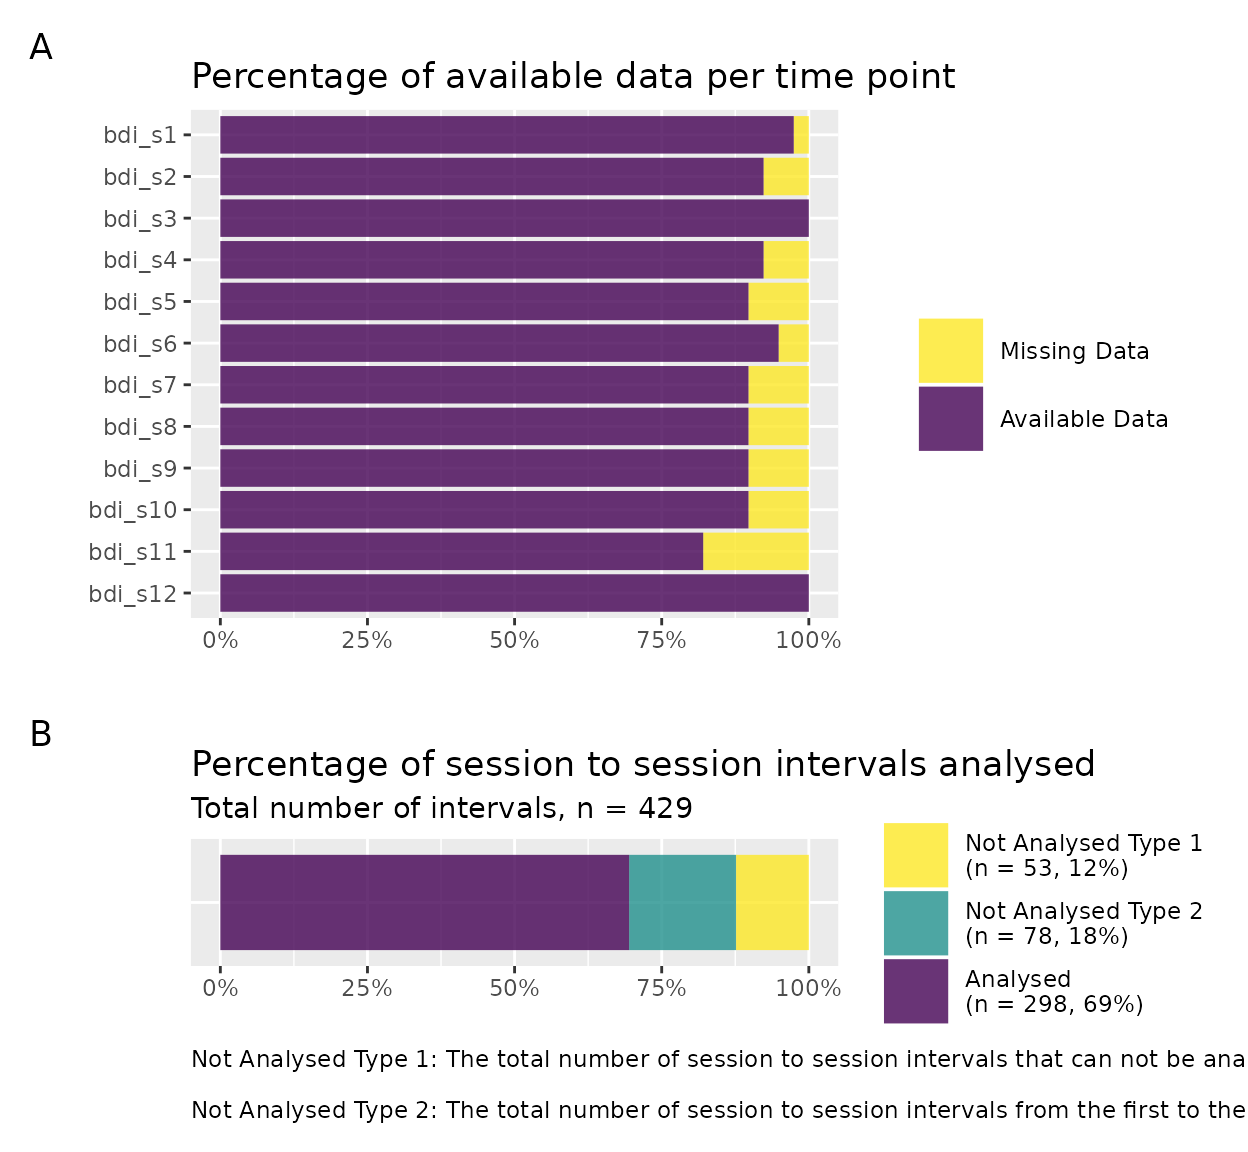 A
Percentage of available data per time point
bdi_s1
bdi_s2
bdi_s3
bdi_s4
bdi_s5
bdi_s6
bdi_s7
bdi_s8
bdi_s9
bdi_s10
bdi_s11
bdi_s12
0% 25% 50% 75% 100%
Missing Data
Available Data
B
Percentage of session to session intervals analysed
Total number of intervals, n = 429
0% 25% 50% 75% 100%
Not Analysed Type 1
(n = 53, 12%)
Not Analysed Type 2
(n = 78, 18%)
Analysed
(n = 298, 69%)
Not Analysed Type 1: The total number of session to session intervals that can not be ana
Not Analysed Type 2: The total number of session to session intervals from the first to the